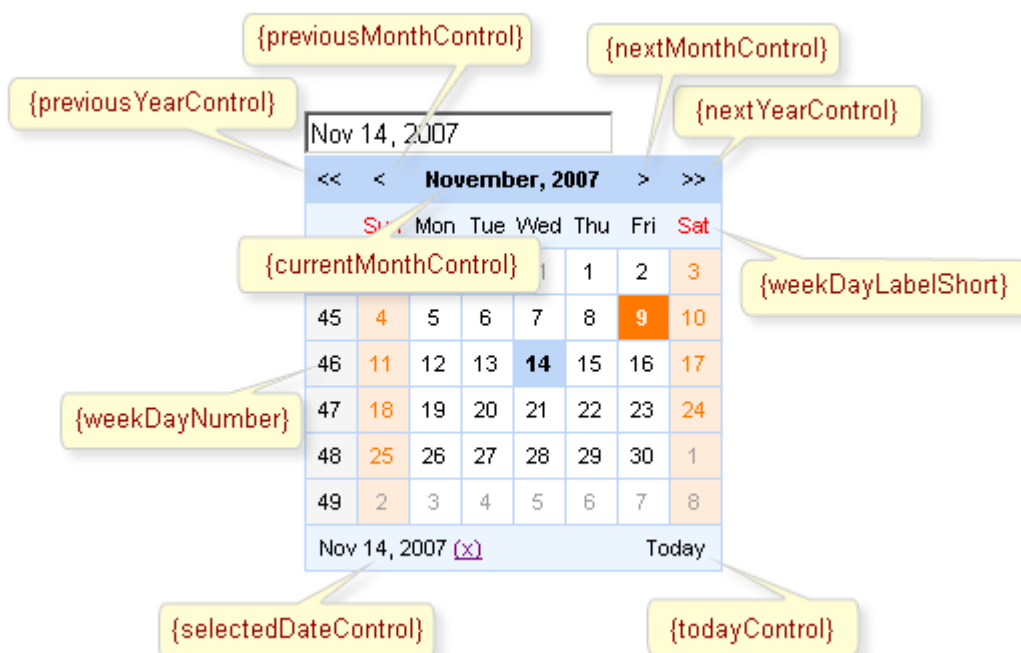 {previousMonthControl}
{nextMonthControl}
{previousYearControl}
{nextYearControl}
Nov 14, 2007
<< < November, 2007 > >>
Mon Tue Wed Thu Fri Sat
{currentMonthControl}
1 2 3
{weekDayLabelShort}
45 4 5 6 7 8 9 10
46 11 12 13 14 15 16 17
{weekDayNumber}
47 18 19 20 21 22 23 24
48 25 26 27 28 29 30 1
49 2 3 4 5 6 7 8
Nov 14, 2007 (x) Today
{selectedDateControl}
{todayControl}